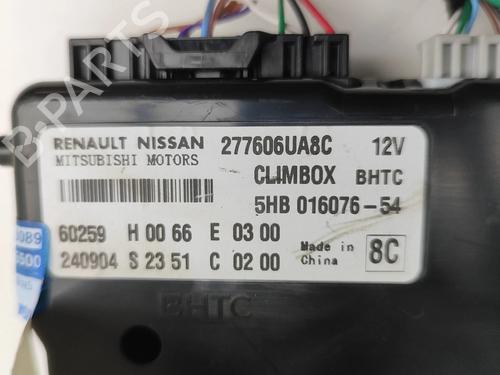 RENAULT NISSAN 277606UA8C 12V
MITSUBISHI MOTORS
CLIMBOX BHTC
5HB 016076-54
60259 H 00 66 E 03 00
240904 S 23 51 C 02 00
Made in China
8C
BHTC
B-PARTS